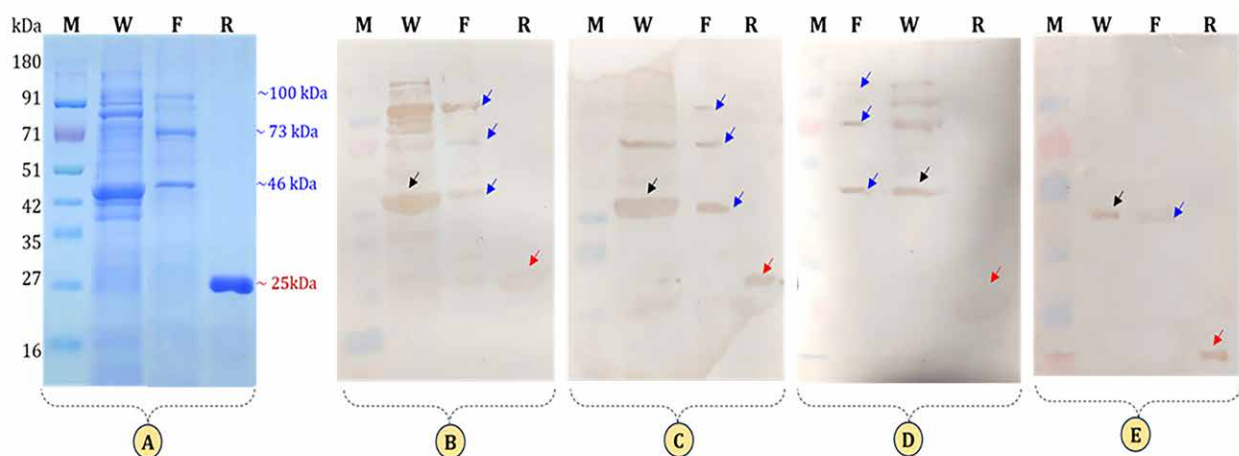 kDa M W F R M W F R M W F R M F W R M W F R
180
91
71
51
42
35
27
16
~100 kDa
~73 kDa
~46 kDa
~ 25kDa
A B C D E